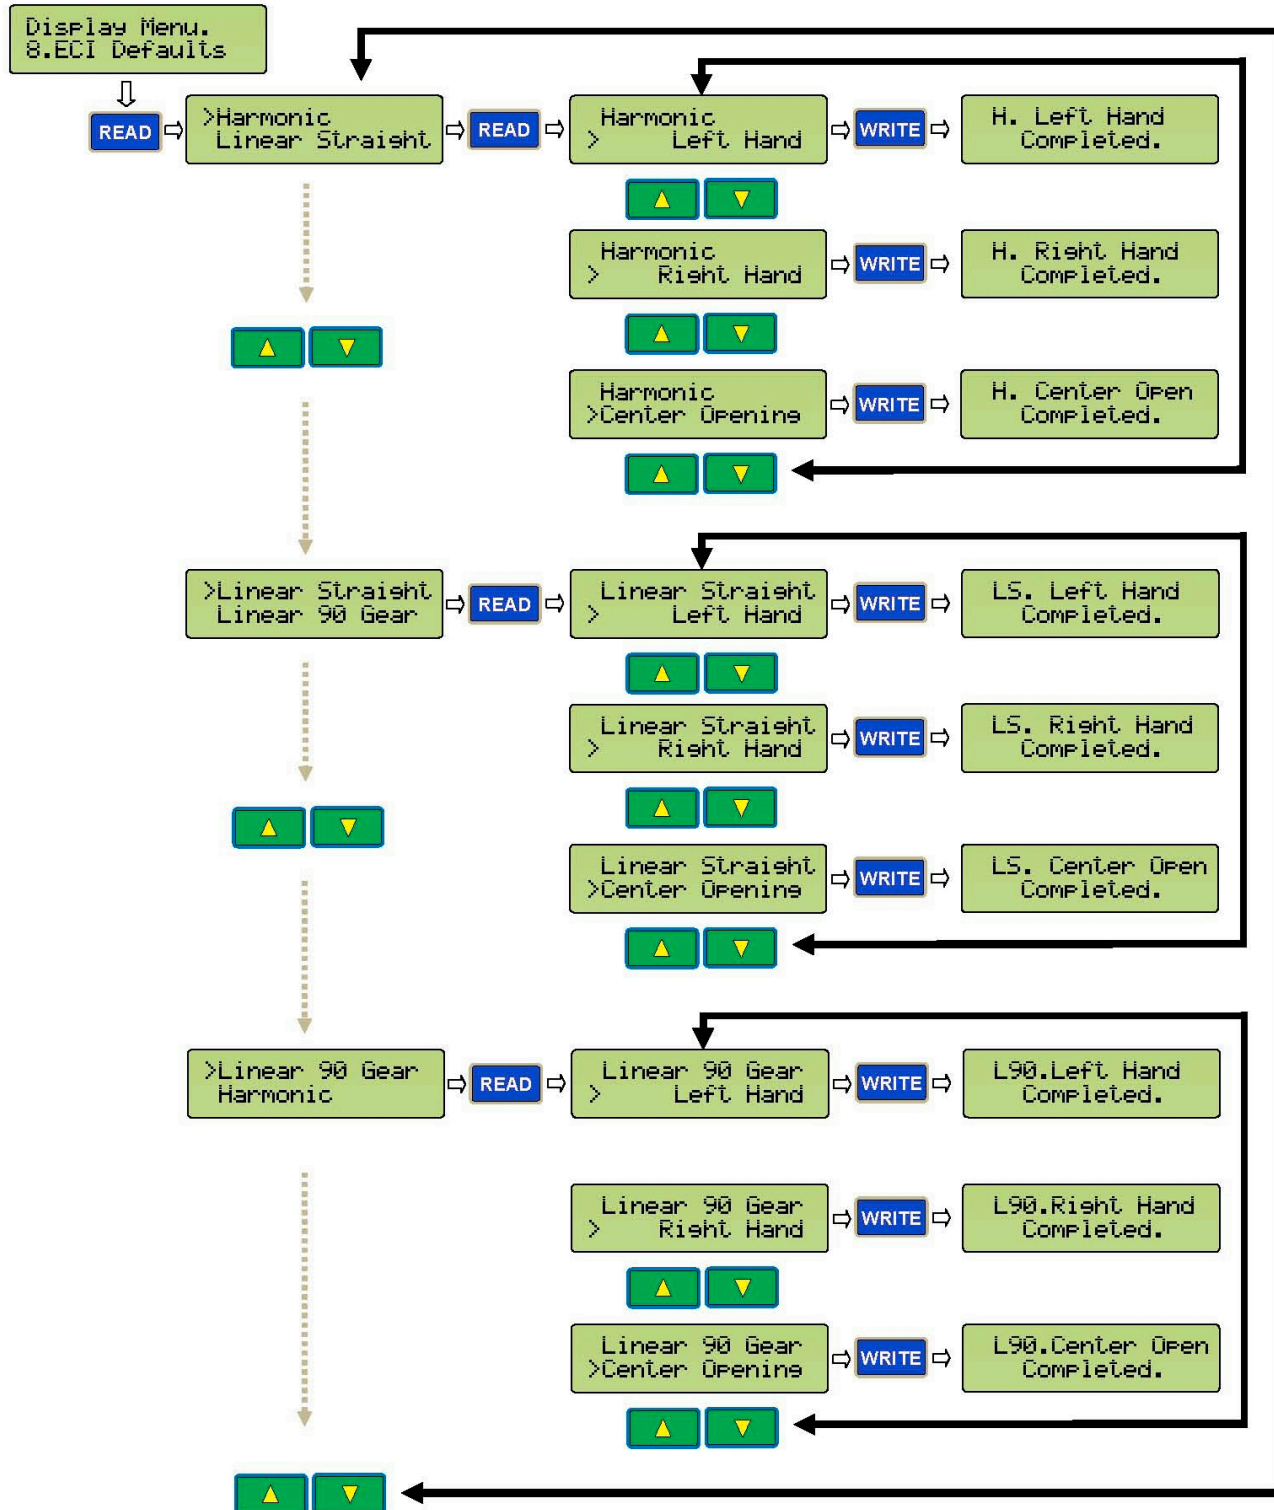 Display Menu.
8.ECI Defaults
READ
>Harmonic
Linear Straight
READ
Harmonic
> Left Hand
WRITE
H. Left Hand
Completed.
Harmonic
> Right Hand
WRITE
H. Right Hand
Completed.
Harmonic
>Center Opening
WRITE
H. Center Open
Completed.
>Linear Straight
Linear 90 Gear
READ
Linear Straight
> Left Hand
WRITE
LS. Left Hand
Completed.
Linear Straight
> Right Hand
WRITE
LS. Right Hand
Completed.
Linear Straight
>Center Opening
WRITE
LS. Center Open
Completed.
>Linear 90 Gear
Harmonic
READ
Linear 90 Gear
> Left Hand
WRITE
L90.Left Hand
Completed.
Linear 90 Gear
> Right Hand
WRITE
L90.Right Hand
Completed.
Linear 90 Gear
>Center Opening
WRITE
L90.Center Open
Completed.